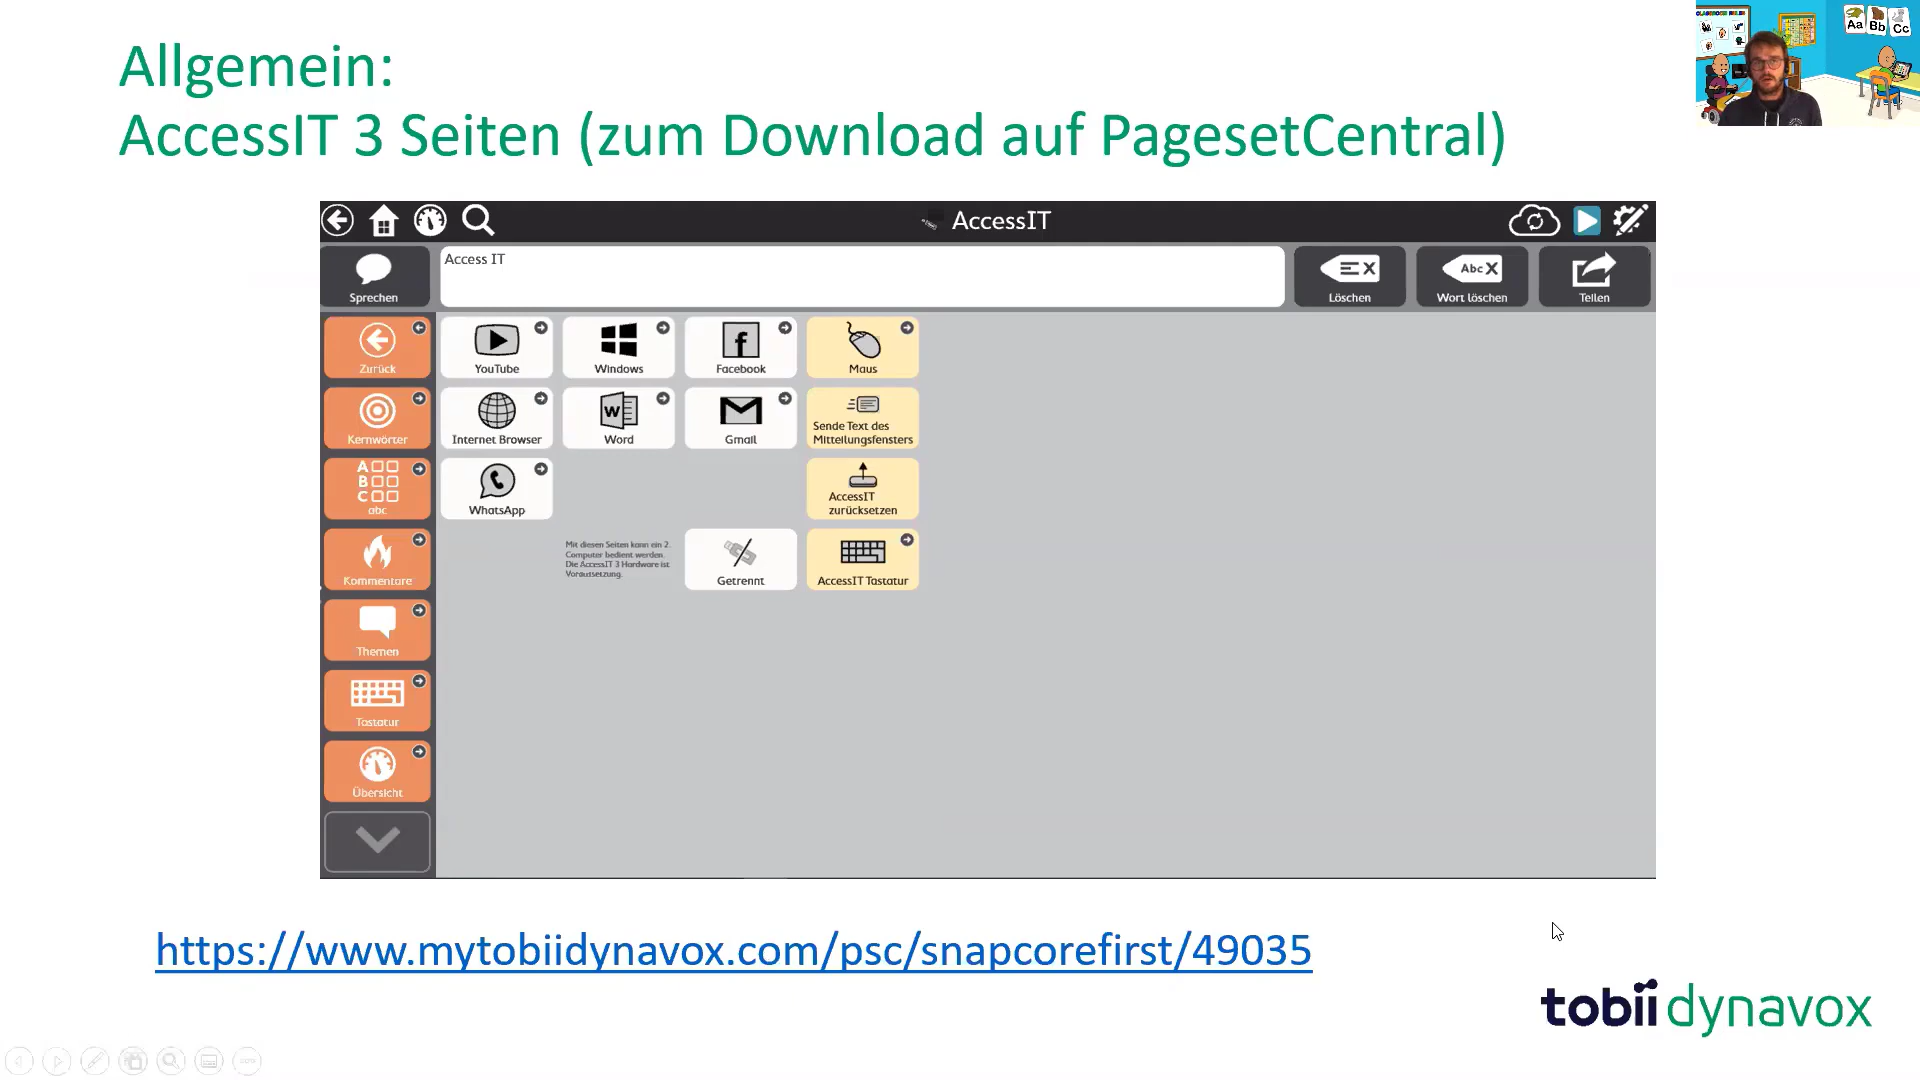 Allgemein:
AccessIT 3 Seiten (zum Download auf PagesetCentral)
Aa Bb Cc
AccessIT
Sprechen
Access IT
Löschen
Abc X
Wort löschen
Teilen
Zurück
YouTube
Windows
Facebook
Maus
Kernwörter
Internet Browser
Word
Gmail
Sende Text des
Mitteilungsfensters
A
B
C
abc
WhatsApp
AccessIT
zurücksetzen
Kommentare
Mit diesen Seiten kann ein 2.
Computer bedient werden.
Die AccessIT 3 Hardware ist
Voraussetzung.
Getrennt
AccessIT Tastatur
Themen
Tastatur
Übersicht
https://www.mytobiidynavox.com/psc/snapcorefirst/49035
tobii dynavox